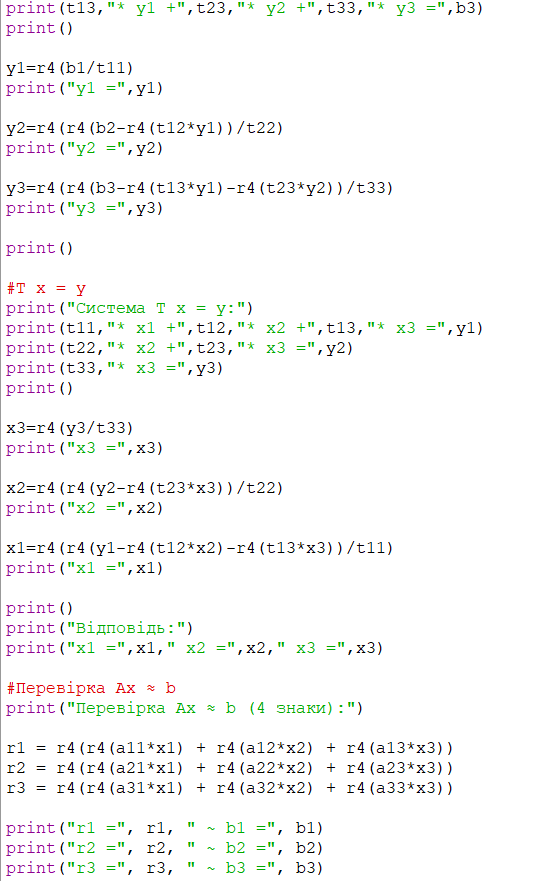 print(t13,"* y1 +",t23,"* y2 +",t33,"* y3 =",b3)
print()
y1=r4(b1/t11)
print("y1 =",y1)
y2=r4(r4(b2-r4(t12*y1))/t22)
print("y2 =",y2)
y3=r4(r4(b3-r4(t13*y1)-r4(t23*y2))/t33)
print("y3 =",y3)
print()
#T x = y
print("Система T x = y:")
print(t11,"* x1 +",t12,"* x2 +",t13,"* x3 =",y1)
print(t22,"* x2 +",t23,"* x3 =",y2)
print(t33,"* x3 =",y3)
print()
x3=r4(y3/t33)
print("x3 =",x3)
x2=r4(r4(y2-r4(t23*x3))/t22)
print("x2 =",x2)
x1=r4(r4(y1-r4(t12*x2)-r4(t13*x3))/t11)
print("x1 =",x1)
print()
print("Відповідь:")
print("x1 =",x1," x2 =",x2," x3 =",x3)
#Перевірка Ax ≈ b
print("Перевірка Ax ≈ b (4 знаки):")
r1 = r4(r4(a11*x1) + r4(a12*x2) + r4(a13*x3))
r2 = r4(r4(a21*x1) + r4(a22*x2) + r4(a23*x3))
r3 = r4(r4(a31*x1) + r4(a32*x2) + r4(a33*x3))
print("r1 =", r1, " ~ b1 =", b1)
print("r2 =", r2, " ~ b2 =", b2)
print("r3 =", r3, " ~ b3 =", b3)